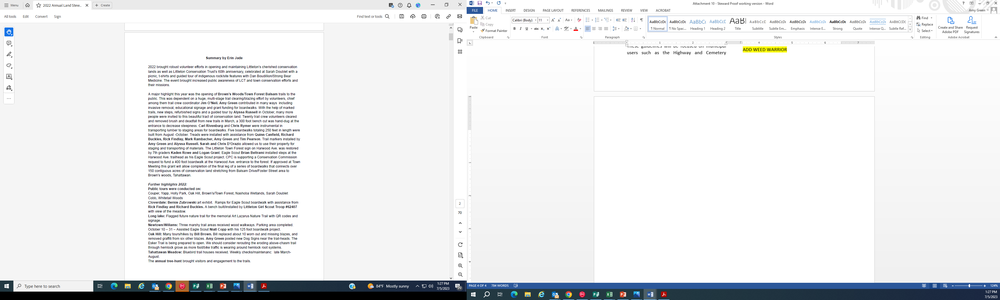 Menu
2022 Annual Land Stew...
Create
All tools Edit Convert Sign
Find text or tools
Summary by Erin Jade
2022 brought robust volunteer efforts in opening and maintaining Littleton's cherished conservation
lands as well as Littleton Conservation Trust's 60th anniversary, celebrated at Sarah Doublet with a
picnic, t-shirts and guided tour of indigenous rock/site features with Dan Boudillion/Strong Bear
Medicine. The event brought increased public awareness of LCT and town conservation efforts and
their missions.
A major highlight this year was the opening of Brown's Woods/Town Forest Balsam trails to the
public. This was dependent on a huge, multi-stage trail clearing/blazing effort by volunteers, chief
among them trail crew coordinator Jim O'Neil. Amy Green contributed in many ways including
invasive removal, educational signage and grant funding for boardwalks. With the help of marked
trails, new steps, refurbished signs and a guided tour by Alyssa Russell in October, many more
people were invited to this beautiful tract of conservation land. Twenty trail crew volunteers cleared
and removed brush and deadfall from new trails in March, a 300 foot bench cut was hand-dug at the
entrance to decrease steepness. Carl Rivenburg and Chris Rymer were instrumental in
transporting lumber to staging areas for boardwalks. Five boardwalks totaling 250 feet in length were
built from August -October. Treads were installed with assistance from Quinn Canfield, Richard
Buckles, Rick Findlay, Mark Rambacher, Amy Green and Tim Pearson. Trail markers installed by
Amy Green and Alyssa Russell. Sarah and Chris D'Orazio allowed us to use their property for
staging and transporting of materials. The Littleton Town Forest sign on Harwood Ave. was restored
by 7th graders Kaden Rowe and Logan Grant. Eagle Scout Brian Beltrami installed steps at the
Harwood Ave. trailhead as his Eagle Scout project. CPC is supporting a Conservation Commission
request to fund a 400 foot boardwalk at the Harwood Ave. entrance to the forest. If approved at Town
Meeting this grant will allow completion of the final leg of a series of boardwalks that connects over
150 contiguous acres of conservation land stretching from Balsam Drive/Foster Street area to
Brown's woods, Tahattawan.
Further highlights 2022:
Public tours were conducted on:
Couper, Yapp, Holly Park, Oak Hill, Brown's/Town Forest, Nashoba Wetlands, Sarah Doublet
Cobb, Whitetail Woods
Cloverdale: Bernie Zubrowski art exhibit. Ramps for Eagle Scout boardwalk with assistance from
Rick Findlay and Richard Buckles. A bench built/installed by Littleton Girl Scout Troop #62407
with view of the meadow.
Long lake: Flagged future nature trail for the memorial Art Lazarus Nature Trail with QR codes and
signage.
Newtown/Willams: Three marshy trail areas received wood walkways. Parking area completed.
October 10 – 31 – Assisted Eagle Scout Niall Copp with his 125 foot boardwalk project.
Oak Hill: Many tours/hikes by Bill Brown. Bill replaced about 10 worn out and missing blazes, and
removed graffiti from six other blazes. Amy Green posted new Dog Signs near the trail-heads. The
Esker Trail is being prepared to open. We should consider rerouting the eroding above-chasm trail
through hemlock grove as more foot/bike traffic is wearing around hemlock root systems.
Tahattawan Meadow: Bluebird trail houses received. Weekly checks/maintenanc: late March-
August.
The annual tree-hunt brought visitors and engagement to the trails.
2
70
Type here to search
84°F Mostly sunny
1:27 PM
7/5/2023
20
Attachment 10 - Steward Proof working version - Word
FILE HOME INSERT DESIGN PAGE LAYOUT REFERENCES MAILINGS REVIEW VIEW ACROBAT
Amy Green
Paste
Cut
Copy
Format Painter
Clipboard
Calibri (Body) 11
Font
Paragraph
¶ Normal ¶ No Spac... Heading 1 Heading 2 Title Subtitle Subtle Em... Emphasis Intense E... Strong Quote Intense Q... Subtle Ref...
Styles
Find
Replace
Select
Editing
Create and Share
Adobe PDF
Request
Signatures
Adobe Acrobat
These guidelines will be focused on municipal
users such as the Highway and Cemetery
ADD WEED WARRIOR
PAGE 4 OF 4 784 WORDS
124%
1:27 PM
7/5/2023